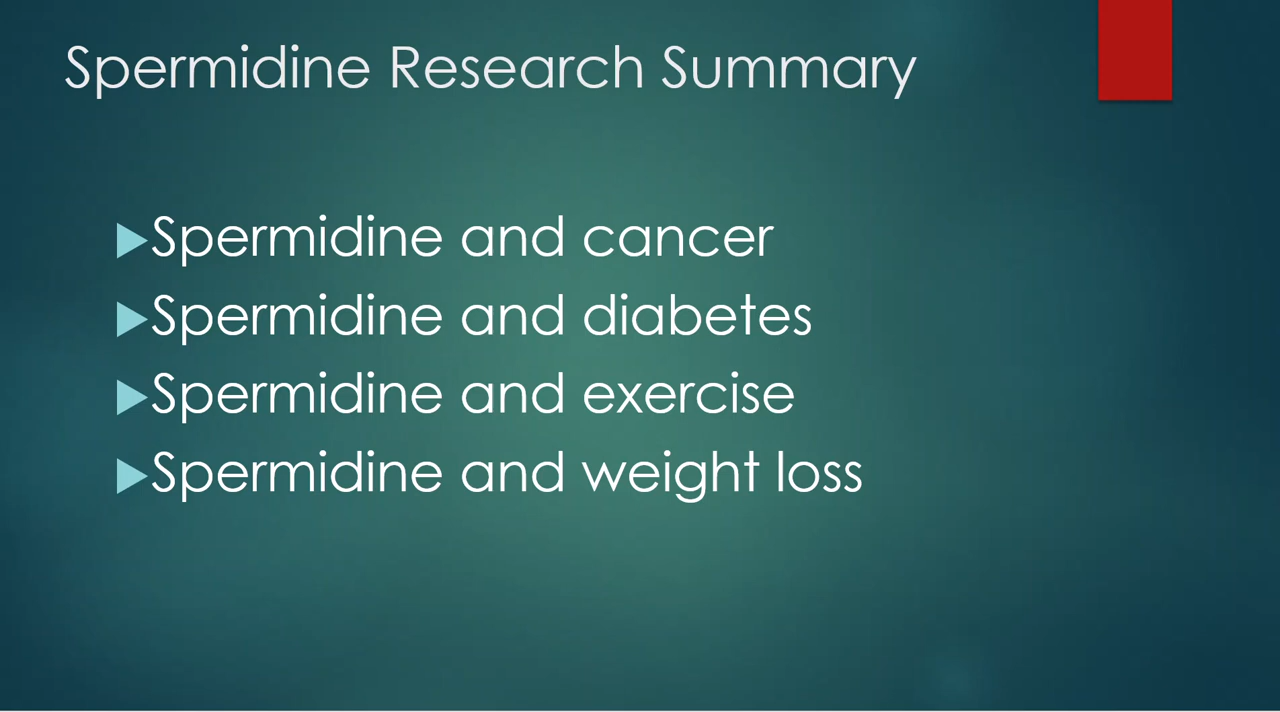 Spermidine Research Summary
Spermidine and cancer
Spermidine and diabetes
Spermidine and exercise
Spermidine and weight loss